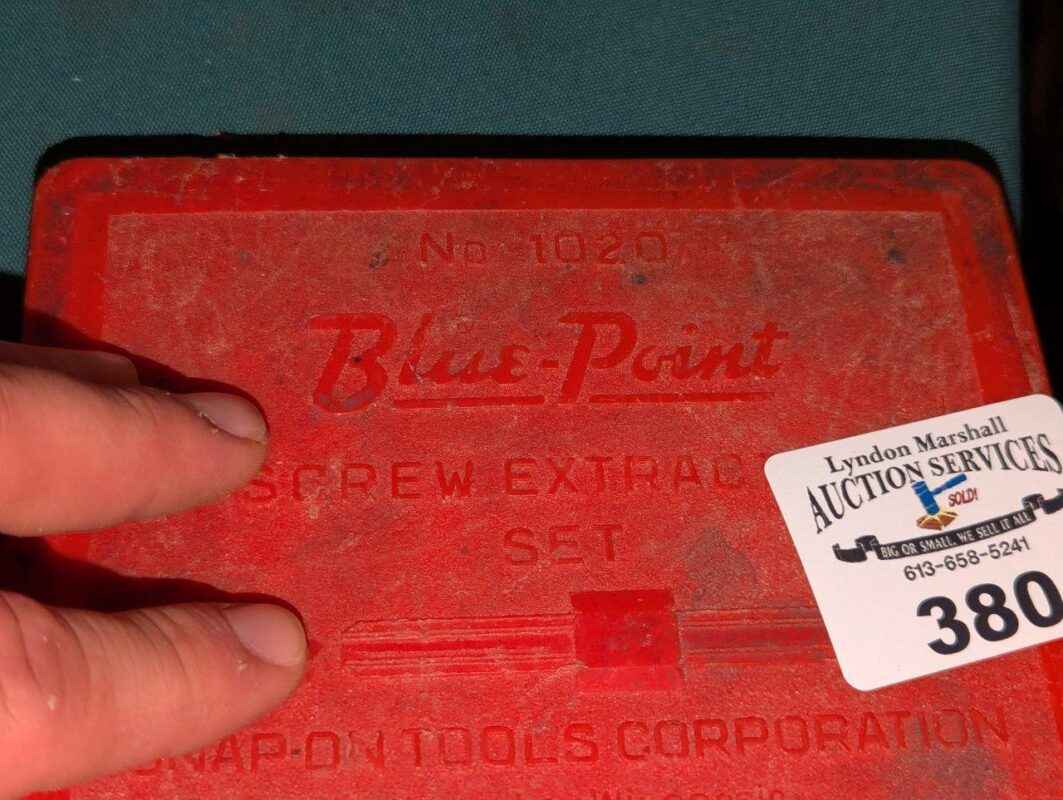 No 1020
Blue-Point
SCREW EXTRAC
SET
SNAP-ON TOOLS CORPORATION
Lyndon Marshall
AUCTION SERVICES
SOLD!
BIG OR SMALL, WE SELL IT ALL
613-658-5241
380